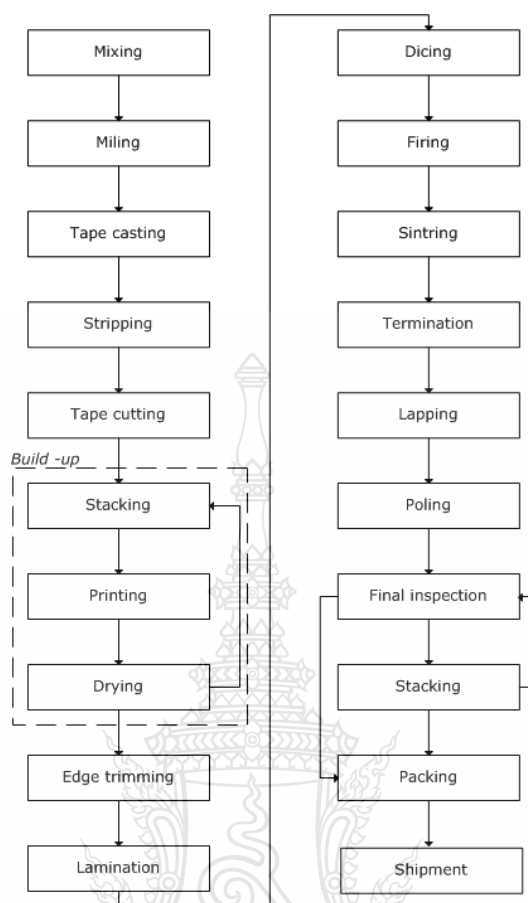 Mixing
Miling
Tape casting
Stripping
Tape cutting
Build -up
Stacking
Printing
Drying
Edge trimming
Lamination
Dicing
Firing
Sintring
Termination
Lapping
Poling
Final inspection
Stacking
Packing
Shipment